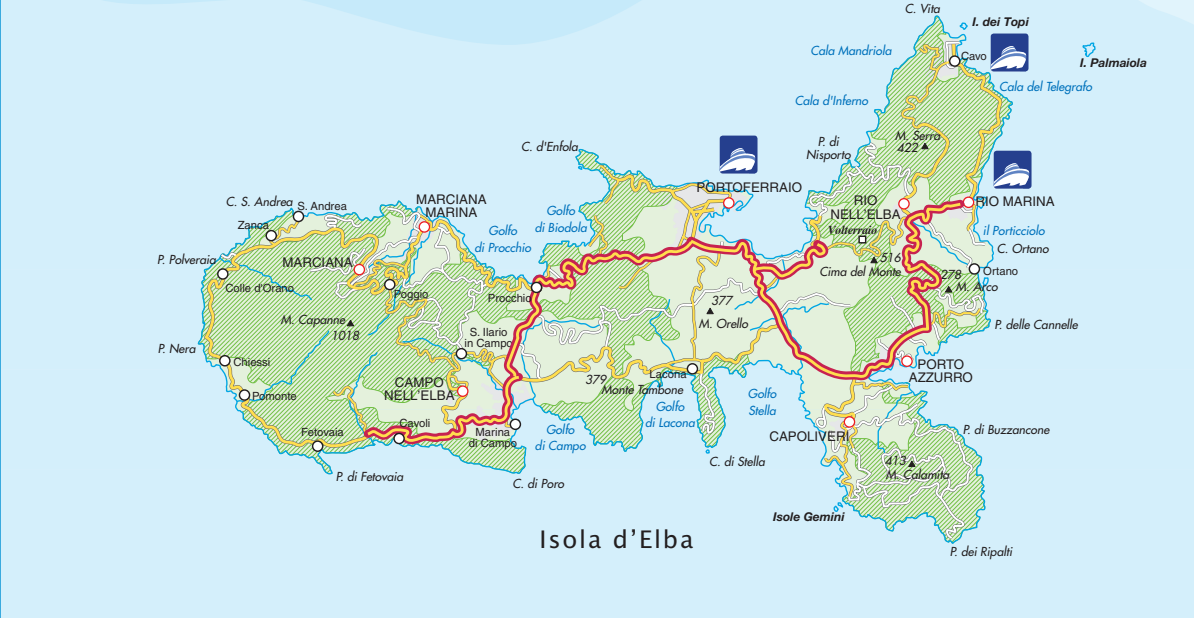 C. Vita
I. dei Topi
Cala Mandriola
Cavo
I. Palmaiola
Cala del Telegrafo
Cala d'Inferno
M. Serra
422
P. di
Nisporto
C. d'Enfola
PORTOFERRAIO
RIO
NELL'ELBA
RIO MARINA
Volterraio
il Porticciolo
C. Ortano
516
Cima del Monte
Ortano
278
M. Arco
P. delle Cannelle
MARCIANA
MARINA
C. S. Andrea
S. Andrea
Zanca
Golfo
di Biodola
Golfo
di Procchio
P. Polveraia
MARCIANA
Colle d'Orano
Poggio
Procchio
377
M. Orello
M. Capanne
1018
S. Ilario
in Campo
P. Nera
Chiessi
Pomonte
CAMPO
NELL'ELBA
379
Monte Tambone
Lacona
Golfo
di Lacona
Golfo
Stella
PORTO
AZZURRO
CAPOLIVERI
P. di Buzzancone
Fetovaia
Cavoli
Marina
di Campo
Golfo
di Campo
C. di Stella
413
M. Calamita
P. di Fetovaia
C. di Poro
Isole Gemini
P. dei Ripalti
Isola d'Elba